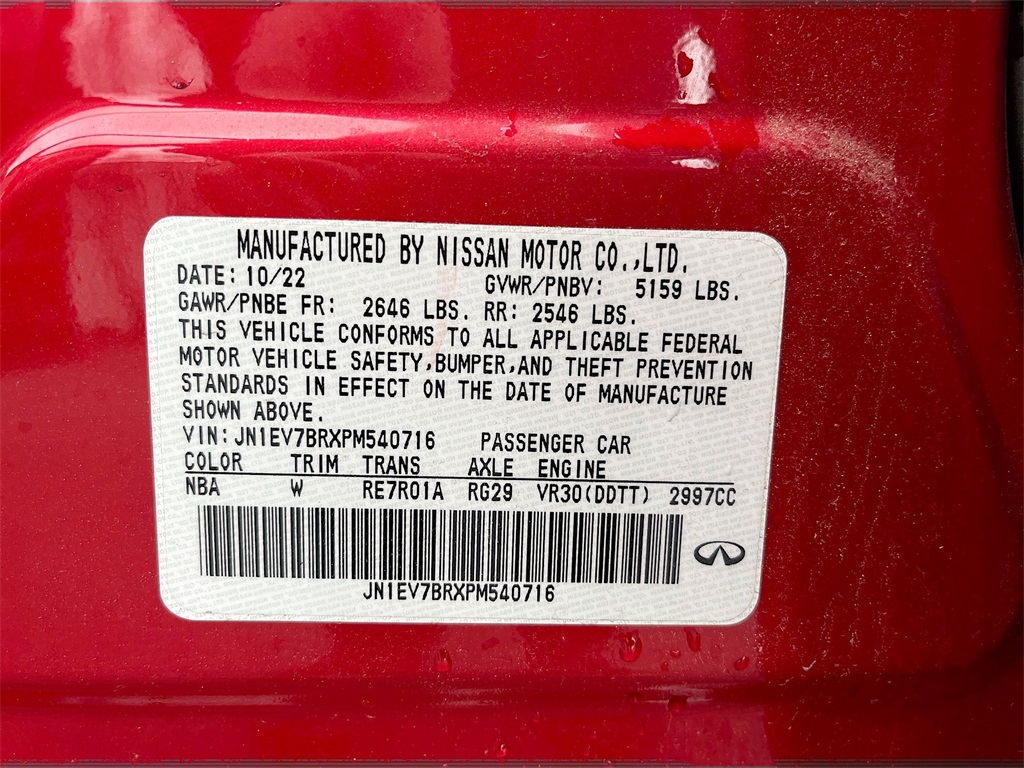 MANUFACTURED BY NISSAN MOTOR CO.,LTD.
DATE: 10/22 GVWR/PNBV: 5159 LBS.
GAWR/PNBE FR: 2646 LBS. RR: 2546 LBS.
THIS VEHICLE CONFORMS TO ALL APPLICABLE FEDERAL
MOTOR VEHICLE SAFETY,BUMPER,AND THEFT PREVENTION
STANDARDS IN EFFECT ON THE DATE OF MANUFACTURE
SHOWN ABOVE.
VIN: JN1EV7BRXPM540716 PASSENGER CAR
COLOR TRIM TRANS AXLE ENGINE
NBA W RE7R01A RG29 VR30(DDTT) 2997CC
JN1EV7BRXPM540716